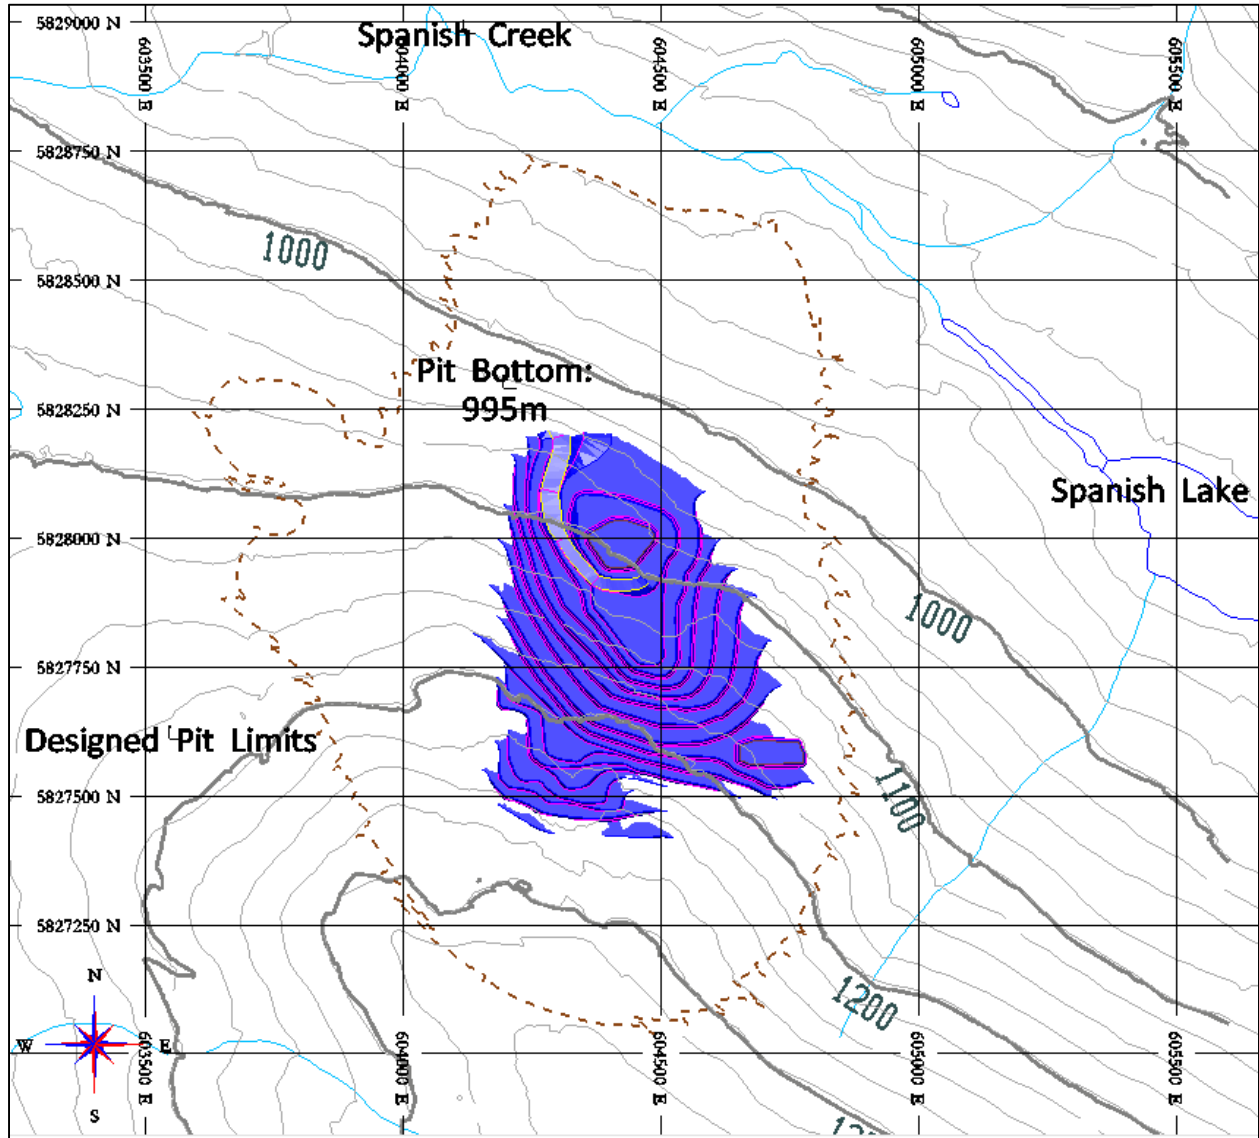 5829000 N
Spanish Creek
603500 E
604000 E
604500 E
605000 E
605500 E
5828750 N
1000
5828500 N
Pit Bottom:
995m
5828250 N
Spanish Lake
5828000 N
1000
5827750 N
Designed Pit Limits
1100
5827500 N
5827250 N
N
1200
W
E
S
603500 E
604000 E
604500 E
605000 E
605500 E